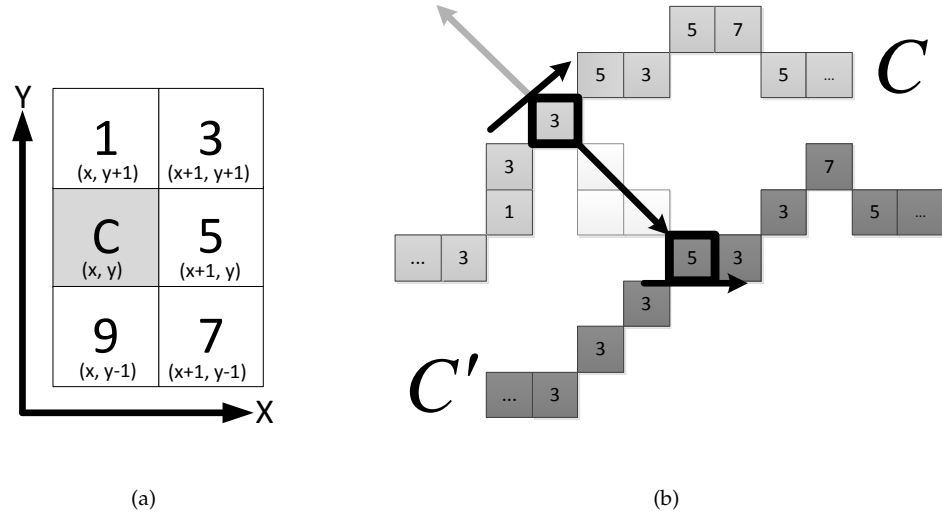 Y
1
(x, y+1)
3
(x+1, y+1)
C
(x, y)
5
(x+1, y)
9
(x, y-1)
7
(x+1, y-1)
X
(a)
5 7
5 3
5 ...
C
3
3
7
1
3
5 ...
... 3
5 3
3
3
C'
... 3
(b)